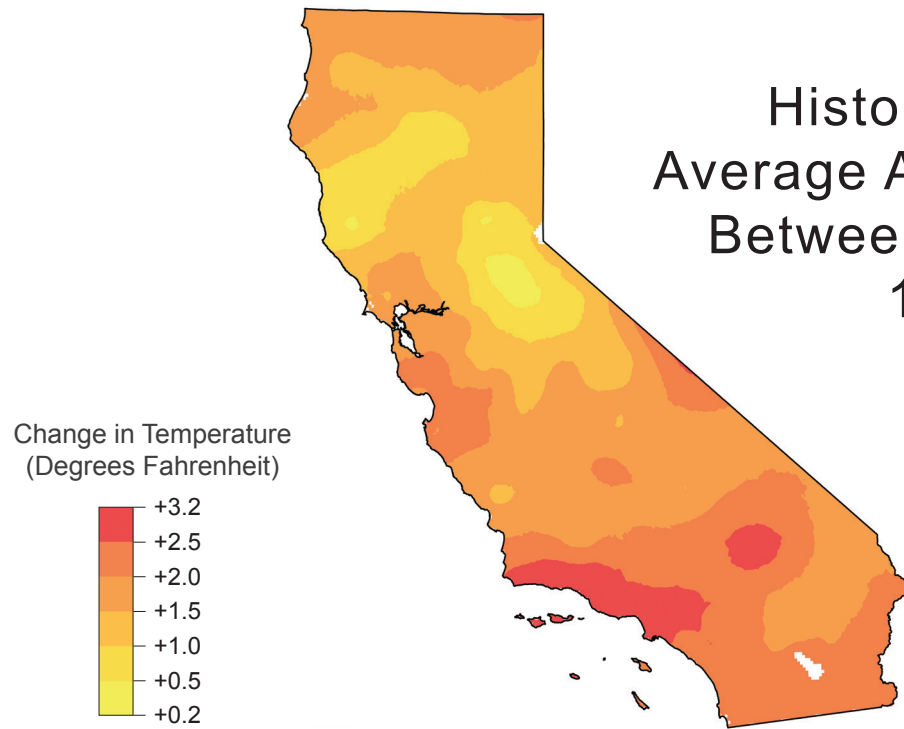 Histo
Average A
Betwee
1
Change in Temperature
(Degrees Fahrenheit)
+3.2
+2.5
+2.0
+1.5
+1.0
+0.5
+0.2